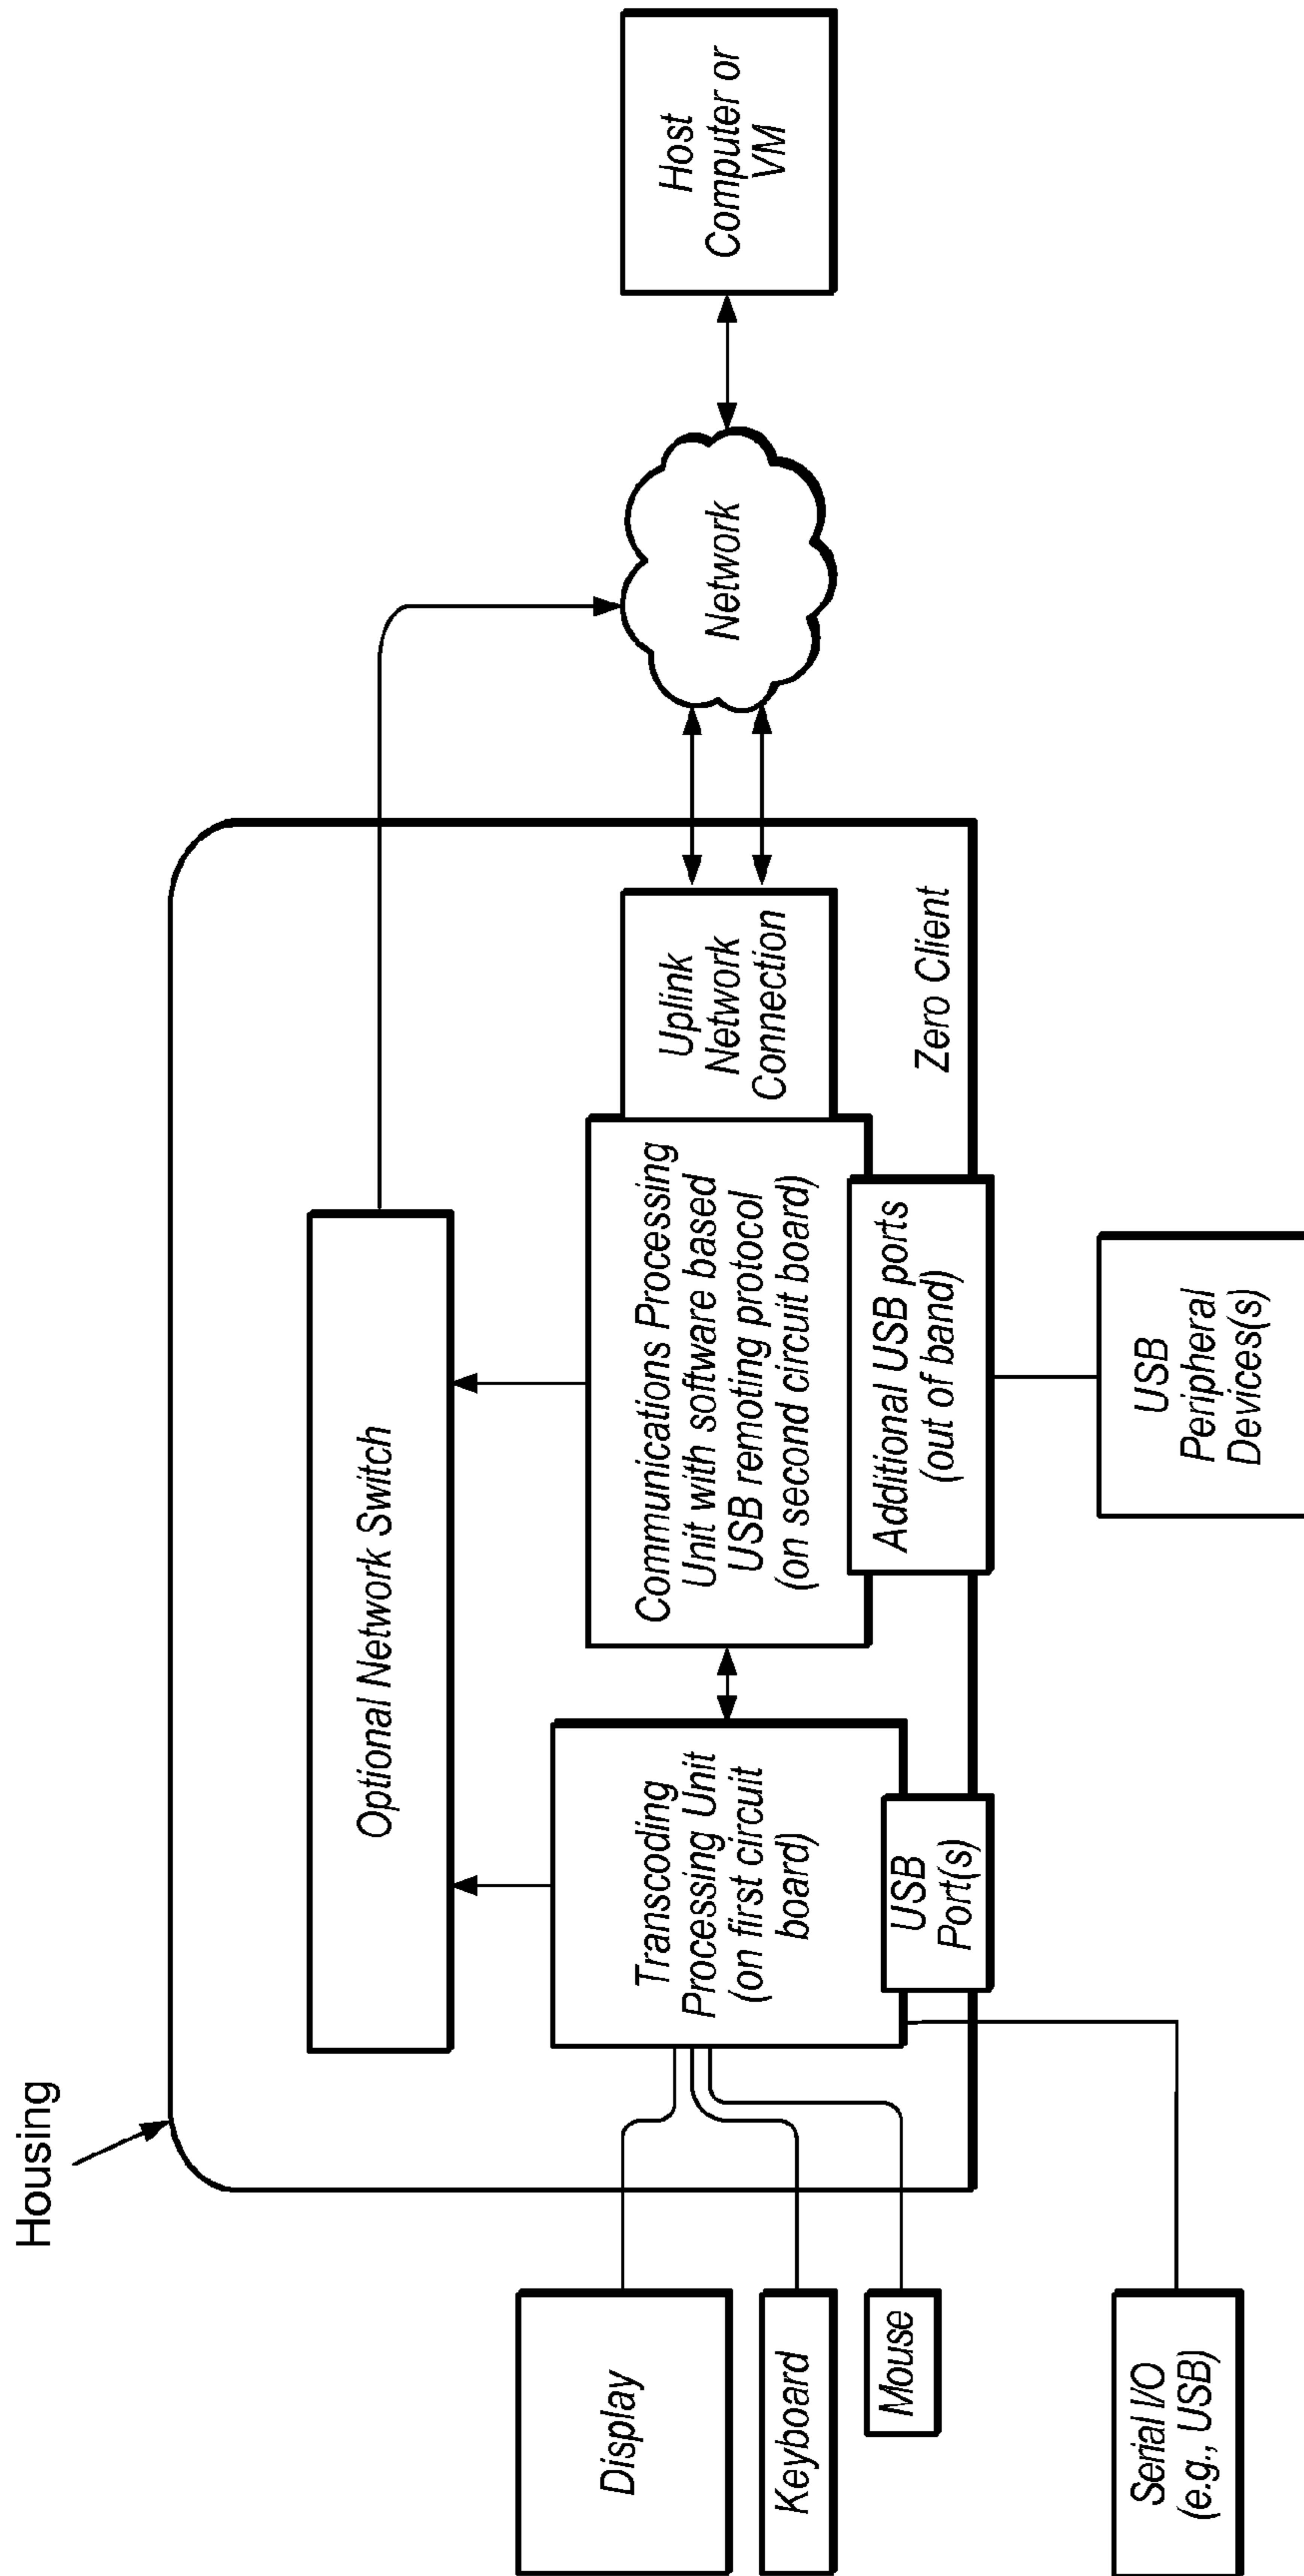 Housing
Optional Network Switch
Display
Keyboard
Mouse
Serial I/O
(e.g., USB)
Transcoding
Processing Unit
(on first circuit
board)
USB
Port(s)
Communications Processing
Unit with software based
USB remoting protocol
(on second circuit board)
Additional USB ports
(out of band)
USB
Peripheral
Devices(s)
Uplink
Network
Connection
Zero Client
Network
Host
Computer or
VM